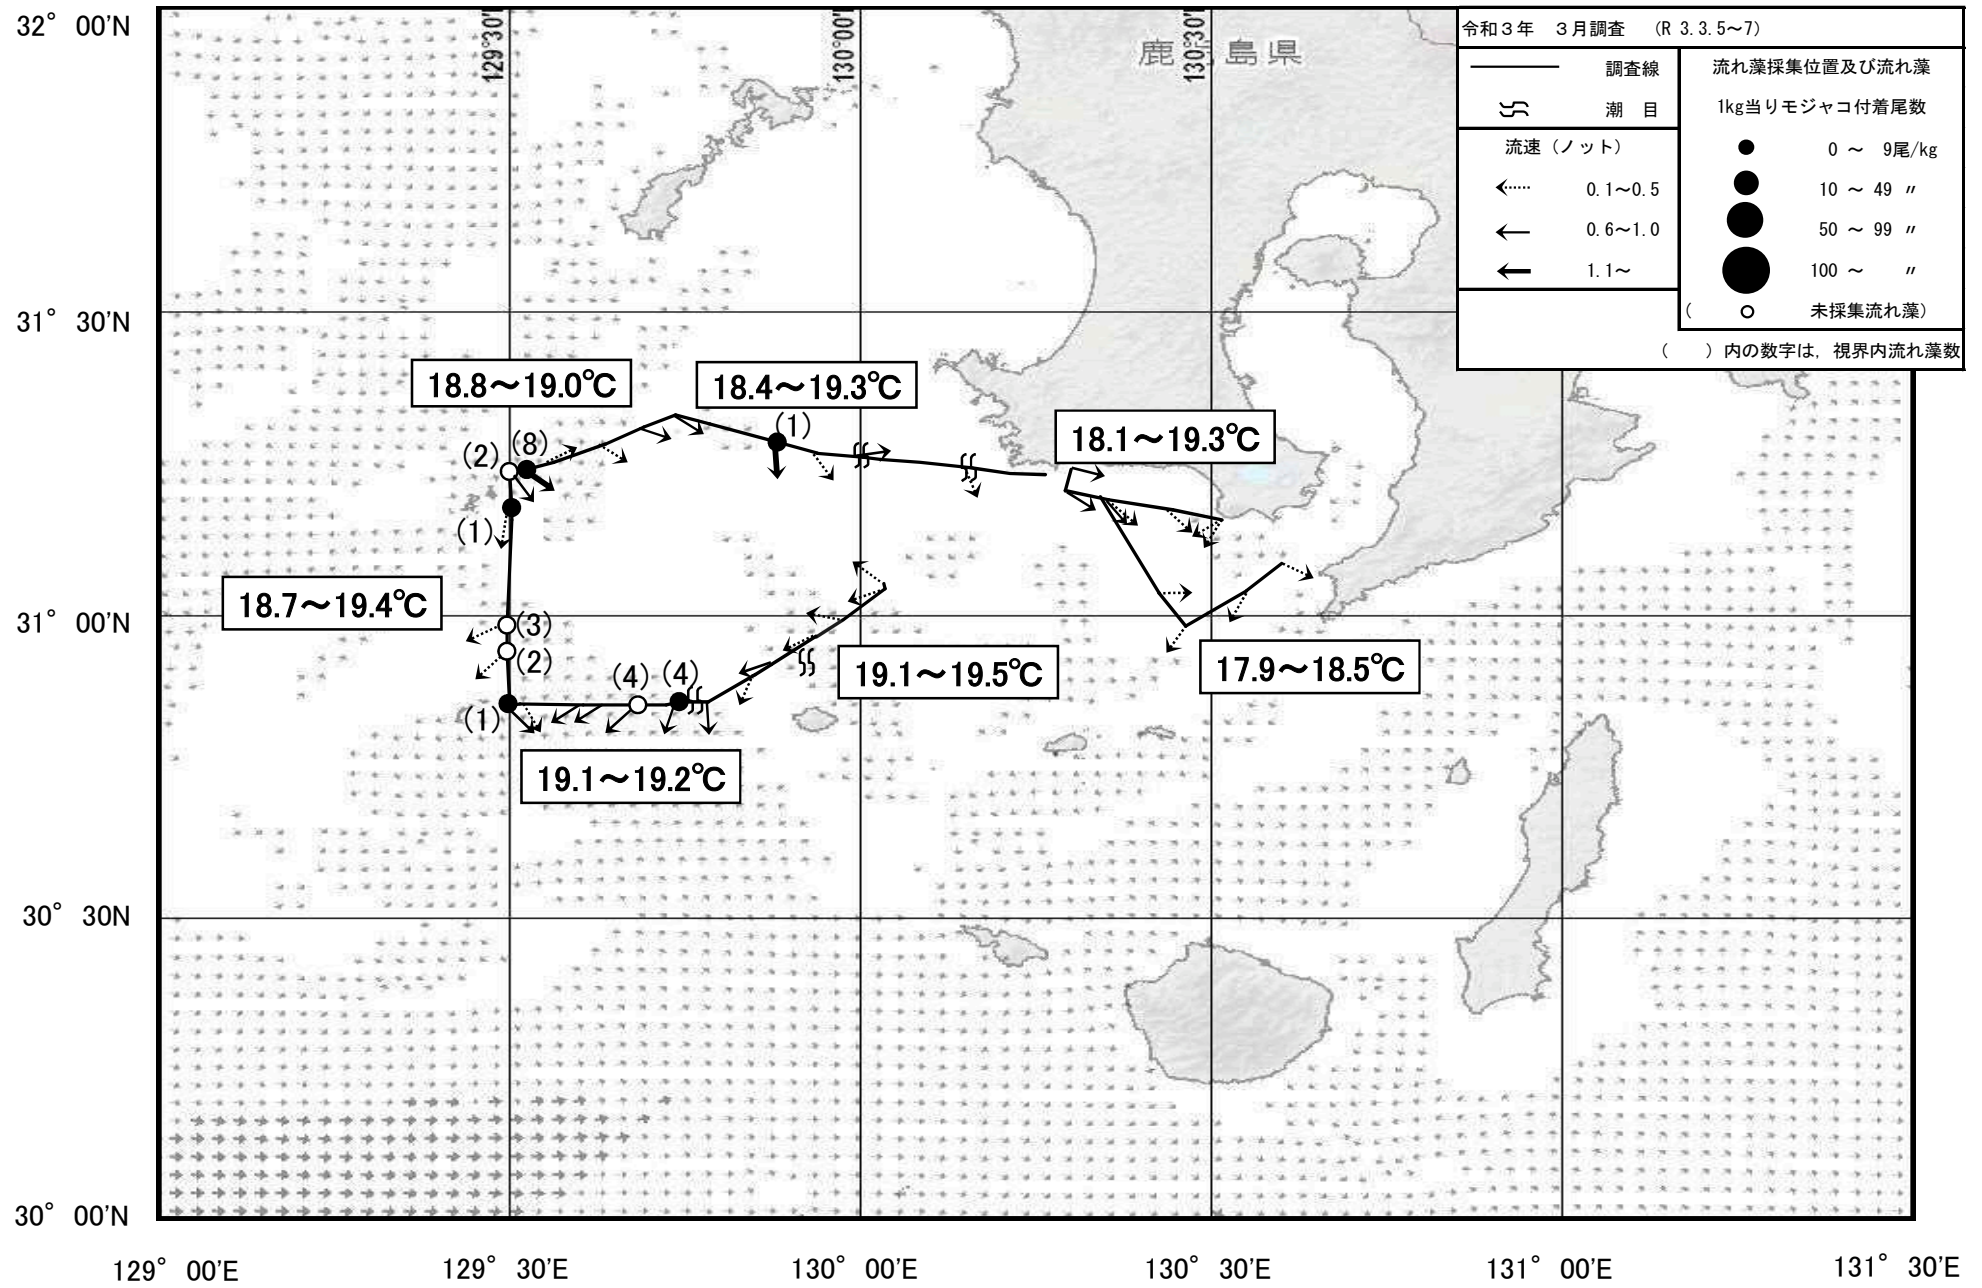 32° 00'N
31° 30'N
31° 00'N
30° 30N
30° 00'N
129° 00'E
129° 30'E
130° 00'E
130° 30'E
131° 00'E
131° 30'E
129°30'
130°00'
130°30'
鹿 島県
令和3年 3月調査 (R 3.3.5～7)
調査線
潮 目
流速(ノット)
0.1～0.5
0.6～1.0
1.1～
流れ藻採集位置及び流れ藻
1kg当りモジャコ付着尾数
0 ～ 9尾/kg
10 ～ 49 〃
50 ～ 99 〃
100 ～ 〃
( 未採集流れ藻)
( )内の数字は，視界内流れ藻数
18.8～19.0℃
18.4～19.3℃
18.1～19.3℃
(2)
(8)
(1)
(1)
18.7～19.4℃
(3)
(2)
(4)
(4)
(1)
19.1～19.5℃
17.9～18.5℃
19.1～19.2℃